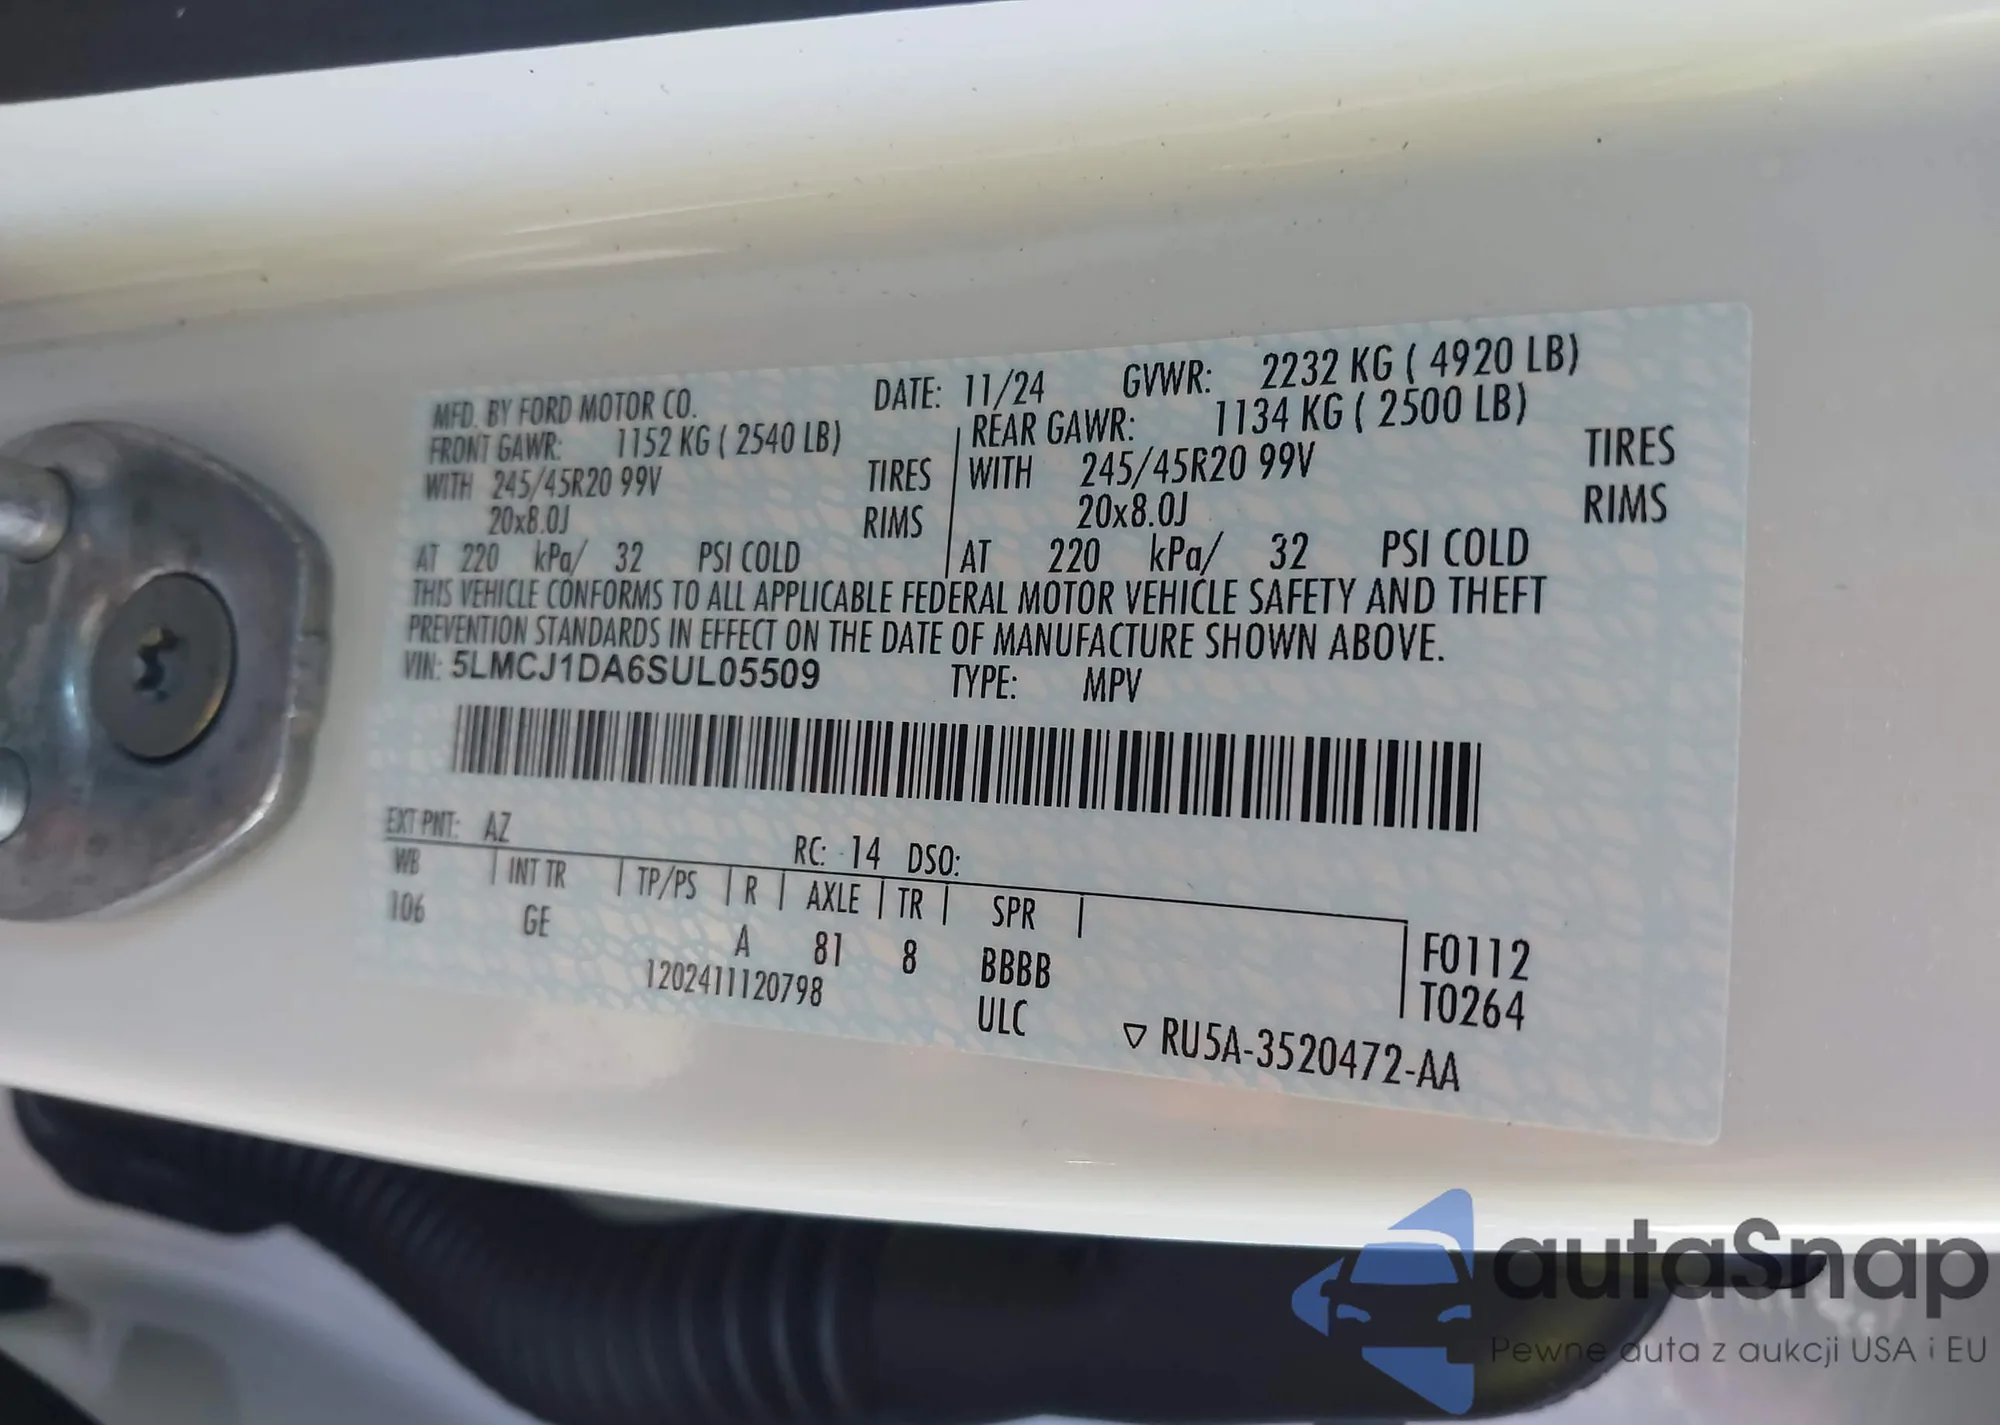 MFD. BY FORD MOTOR CO. DATE: 11/24 GVWR: 2232 KG ( 4920 LB)
FRONT GAWR: 1152 KG ( 2540 LB) REAR GAWR: 1134 KG ( 2500 LB)
WITH 245/45R20 99V TIRES WITH 245/45R20 99V TIRES
20x8.0J RIMS 20x8.0J RIMS
AT 220 kPa/ 32 PSI COLD AT 220 kPa/ 32 PSI COLD
THIS VEHICLE CONFORMS TO ALL APPLICABLE FEDERAL MOTOR VEHICLE SAFETY AND THEFT
PREVENTION STANDARDS IN EFFECT ON THE DATE OF MANUFACTURE SHOWN ABOVE.
VIN: 5LMCJ1DA6SUL05509 TYPE: MPV
EXT PNT: AZ RC: 14 DSO:
WB INT TR TP/PS R AXLE TR SPR
106 GE A 81 8 BBBB F0112
1202411120798 ULC T0264
▽ RU5A-3520472-AA
autaSnap
Pewne auta z aukcji USA i EU